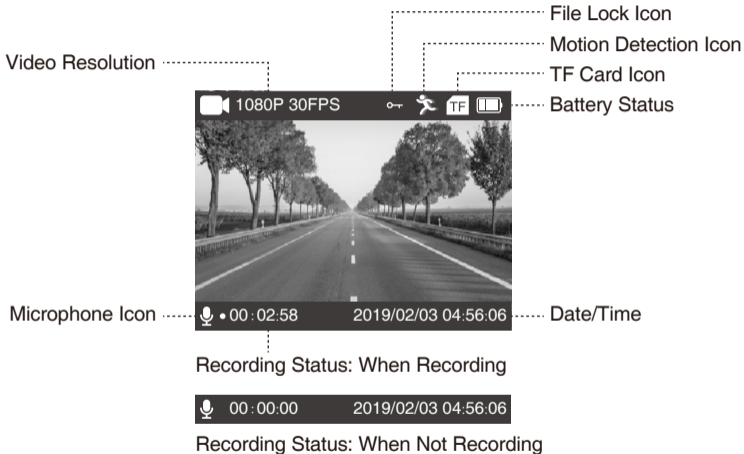 File Lock Icon
Motion Detection Icon
Video Resolution
TF Card Icon
1080P 30FPS
TF
Battery Status
Microphone Icon
00:02:58
2019/02/03 04:56:06
Date/Time
Recording Status: When Recording
00:00:00
2019/02/03 04:56:06
Recording Status: When Not Recording